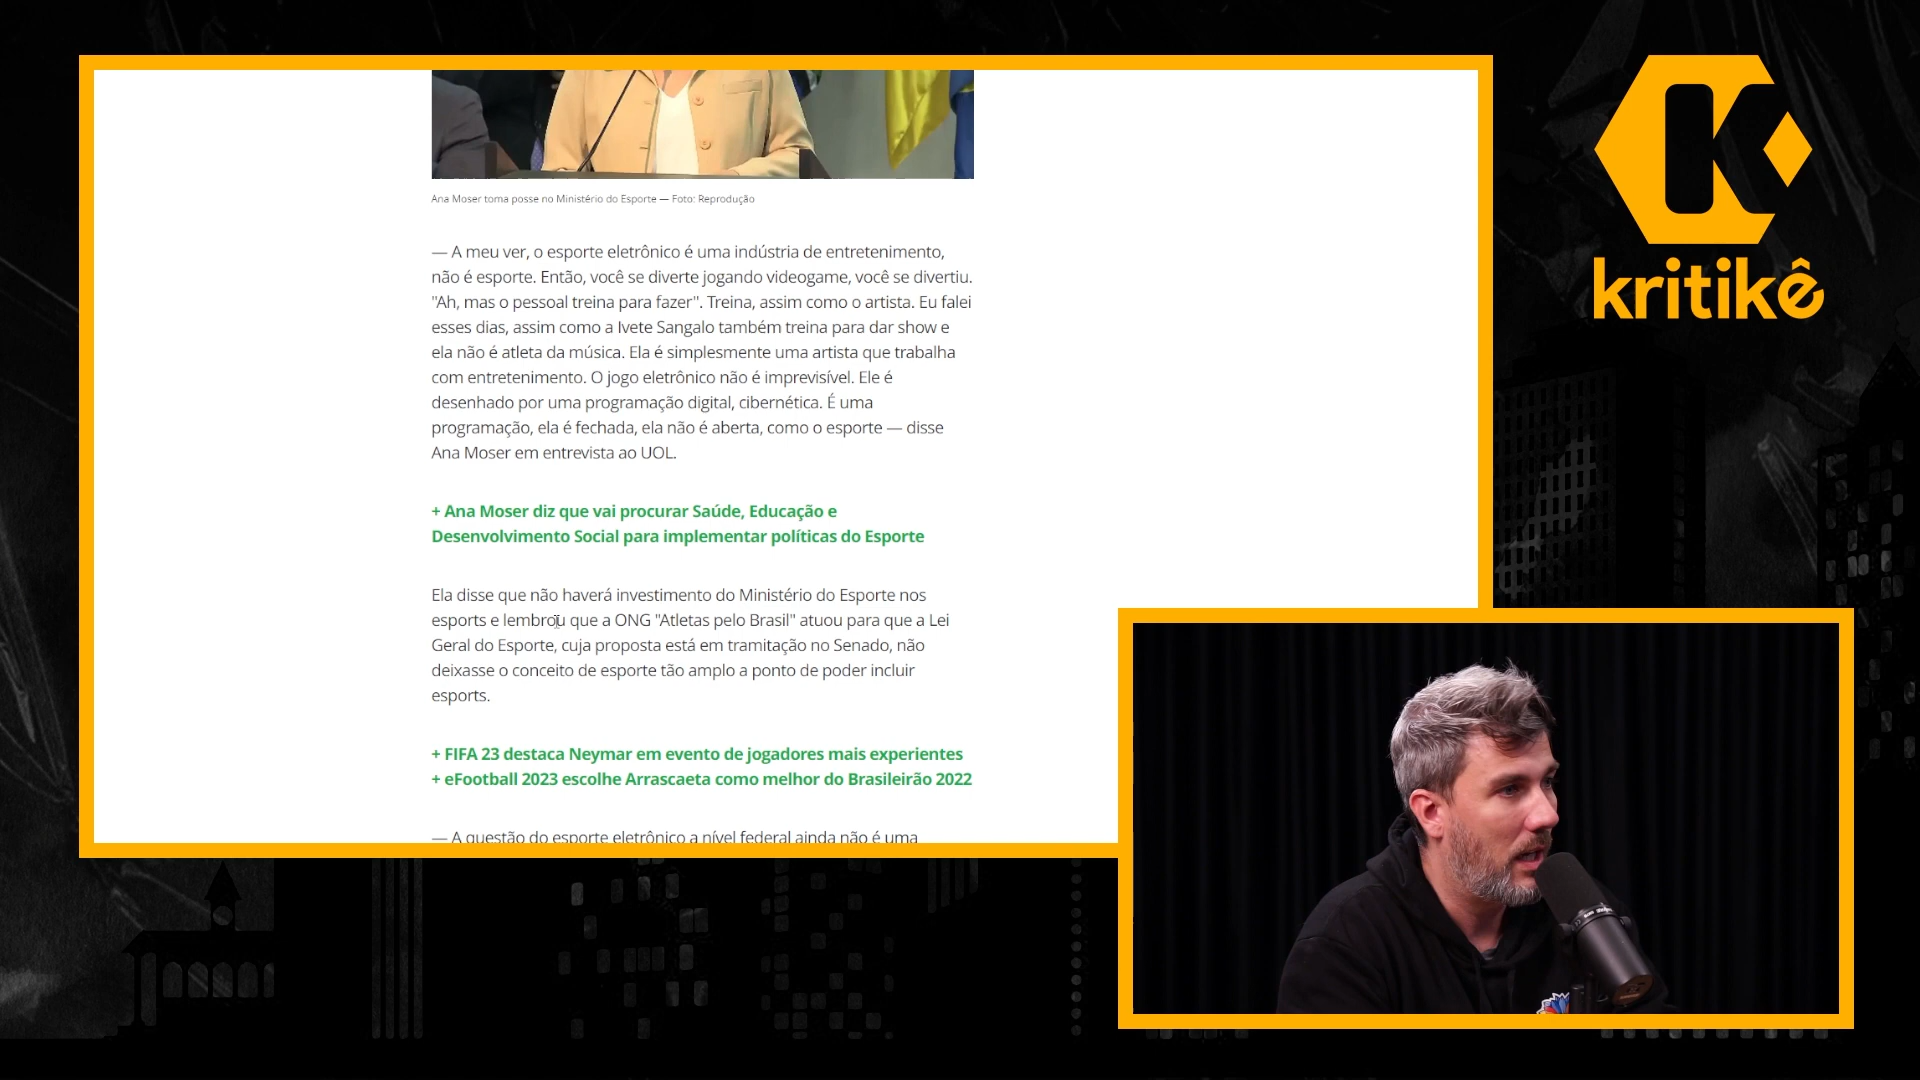 Ana Moser toma posse no Ministério do Esporte — Foto: Reprodução
— A meu ver, o esporte eletrônico é uma indústria de entretenimento,
não é esporte. Então, você se diverte jogando videogame, você se divertiu.
"Ah, mas o pessoal treina para fazer". Treina, assim como o artista. Eu falei
esses dias, assim como a Ivete Sangalo também treina para dar show e
ela não é atleta da música. Ela é simplesmente uma artista que trabalha
com entretenimento. O jogo eletrônico não é imprevisível. Ele é
desenhado por uma programação digital, cibernética. É uma
programação, ela é fechada, ela não é aberta, como o esporte — disse
Ana Moser em entrevista ao UOL.
+ Ana Moser diz que vai procurar Saúde, Educação e
Desenvolvimento Social para implementar políticas do Esporte
Ela disse que não haverá investimento do Ministério do Esporte nos
esports e lembrou que a ONG "Atletas pelo Brasil" atuou para que a Lei
Geral do Esporte, cuja proposta está em tramitação no Senado, não
deixasse o conceito de esporte tão amplo a ponto de poder incluir
esports.
+ FIFA 23 destaca Neymar em evento de jogadores mais experientes
+ eFootball 2023 escolhe Arrascaeta como melhor do Brasileirão 2022
— A questão do esporte eletrônico a nível federal ainda não é uma
K
kritikê